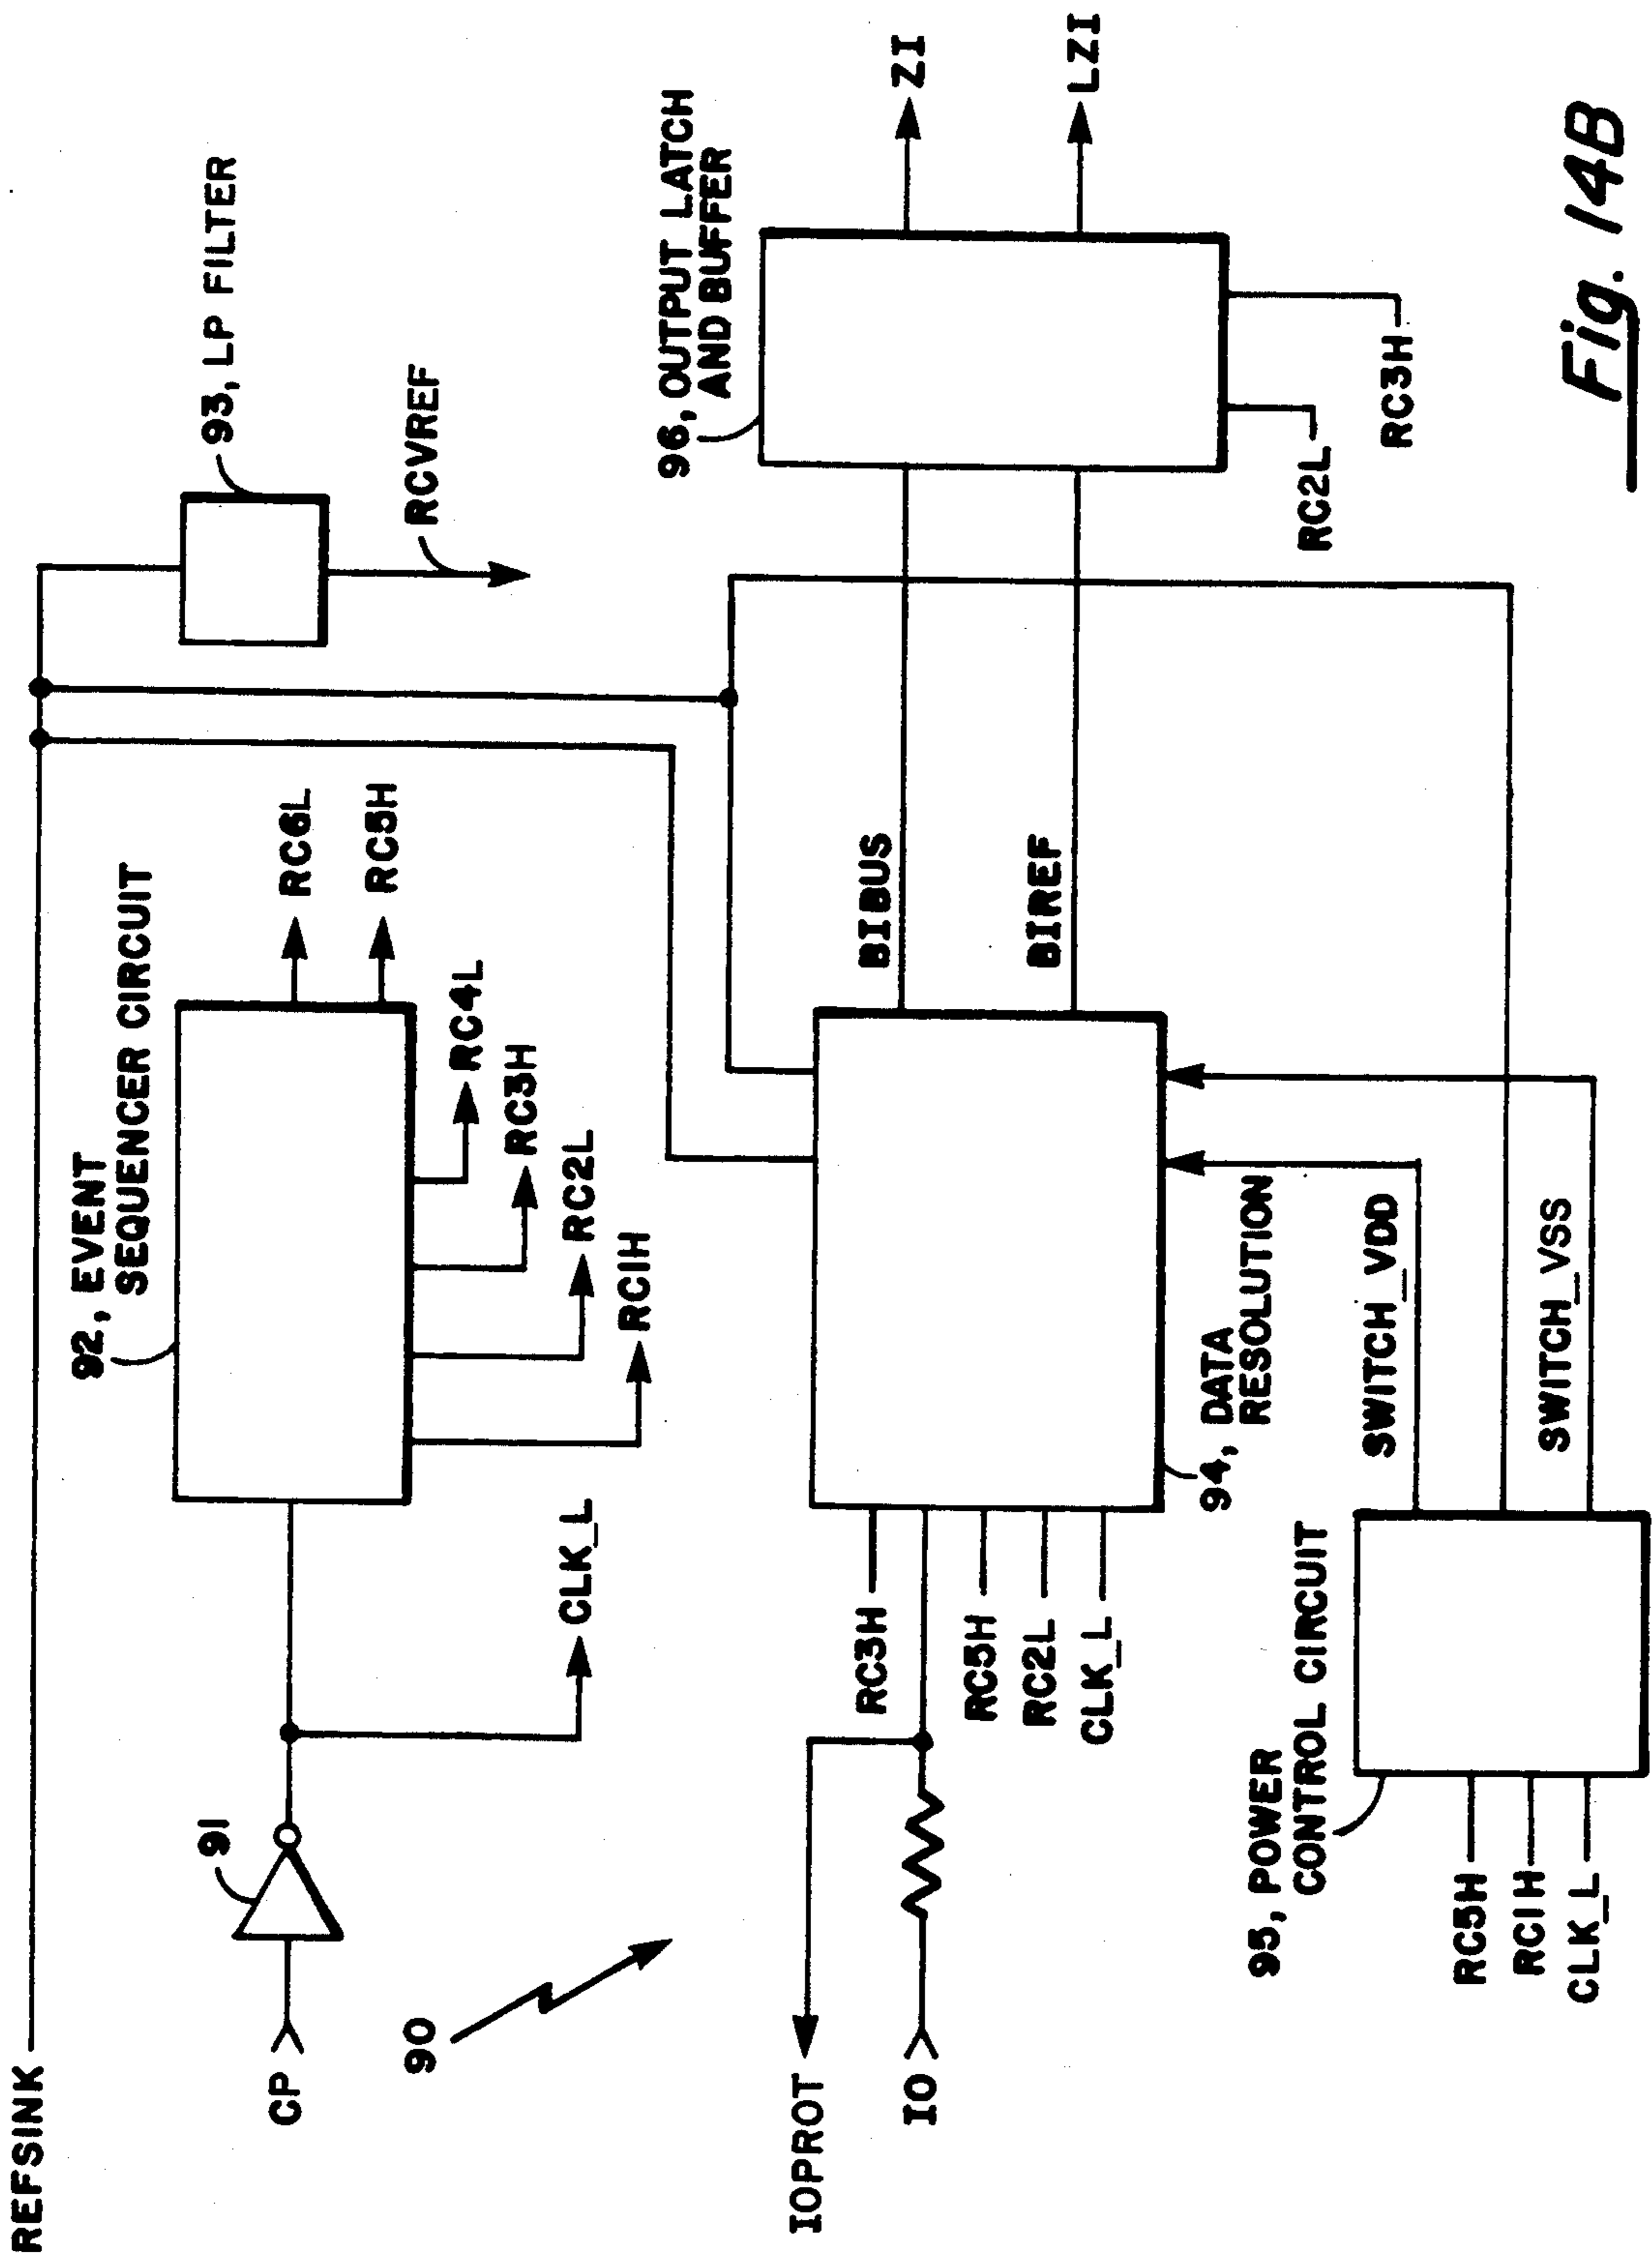 REFSINK
93, LP FILTER
RCVREF
92, EVENT
SEQUENCER CIRCUIT
RC6L
RC5H
RC4L
RC3H
RC2L
RC1H
91
CP
CLK_L
90
96, OUTPUT LATCH
AND BUFFER
ZI
LZI
RC2L
RC3H
BIBUS
BIREF
IOPROT
IO
RC3H
RC5H
RC2L
CLK_L
94, DATA
RESOLUTION
SWITCH_VDD
SWITCH_VSS
95, POWER
CONTROL CIRCUIT
RC5H
RC1H
CLK_L
Fig. 14B